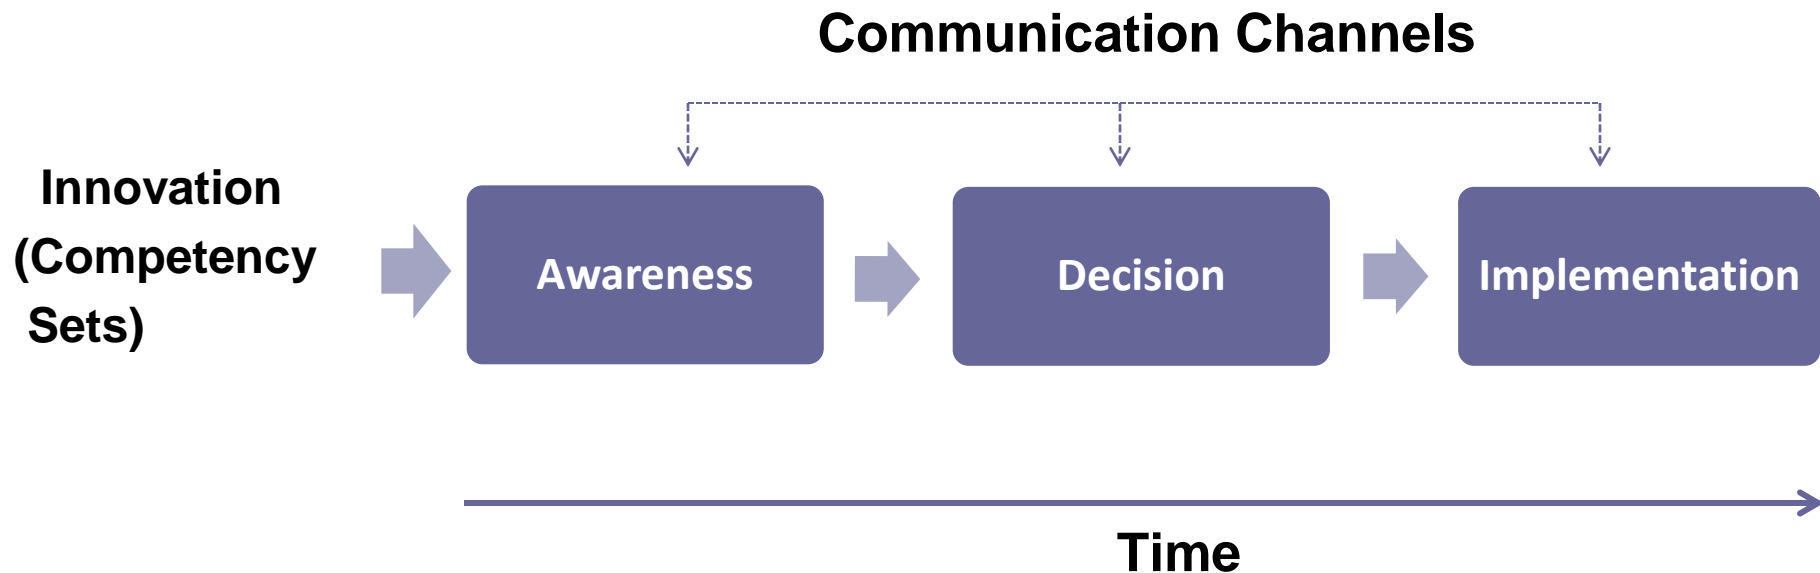 Communication Channels
Innovation
(Competency
Sets)
Awareness
Decision
Implementation
Time